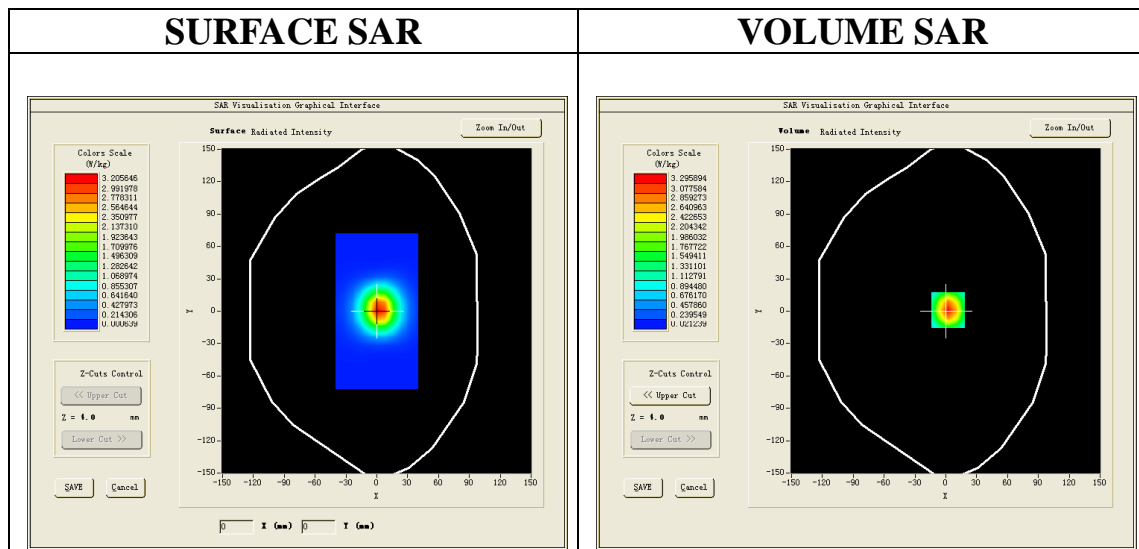 SURFACE SAR
VOLUME SAR
SAR Visualisation Graphical Interface
Surface Radiated Intensity
Zoom In/Out
Colors Scale
(W/kg)
3.205646
2.991978
2.778311
2.564644
2.350977
2.137310
1.923643
1.709976
1.496309
1.282642
1.068974
0.855307
0.641640
0.427973
0.214306
0.000639
150
120
90
60
30
0
-30
-60
-90
-120
-150
Y
-150 -120 -90 -60 -30 0 30 60 90 120 150
X
Z-Cuts Control
<< Upper Cut
Z = 4.0 mm
Lower Cut >>
SAVE Cancel
0 X (mm) 0 Y (mm)
SAR Visualisation Graphical Interface
Volume Radiated Intensity
Zoom In/Out
Colors Scale
(W/kg)
3.295894
3.077584
2.859273
2.640963
2.422653
2.204342
1.986032
1.767722
1.549411
1.331101
1.112791
0.894480
0.676170
0.457860
0.239549
0.021239
150
120
90
60
30
0
-30
-60
-90
-120
-150
Y
-150 -120 -90 -60 -30 0 30 60 90 120 150
X
Z-Cuts Control
<< Upper Cut
Z = 4.0 mm
Lower Cut >>
SAVE Cancel